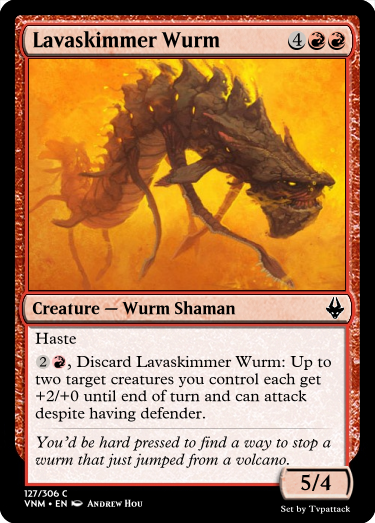 Lavaskimmer Wurm 4
Creature — Wurm Shaman
Haste
2, Discard Lavaskimmer Wurm: Up to
two target creatures you control each get
+2/+0 until end of turn and can attack
despite having defender.
You'd be hard pressed to find a way to stop a
wurm that just jumped from a volcano.
5/4
127/306 C
VNM • EN Andrew Hou
Set by Tvpattack